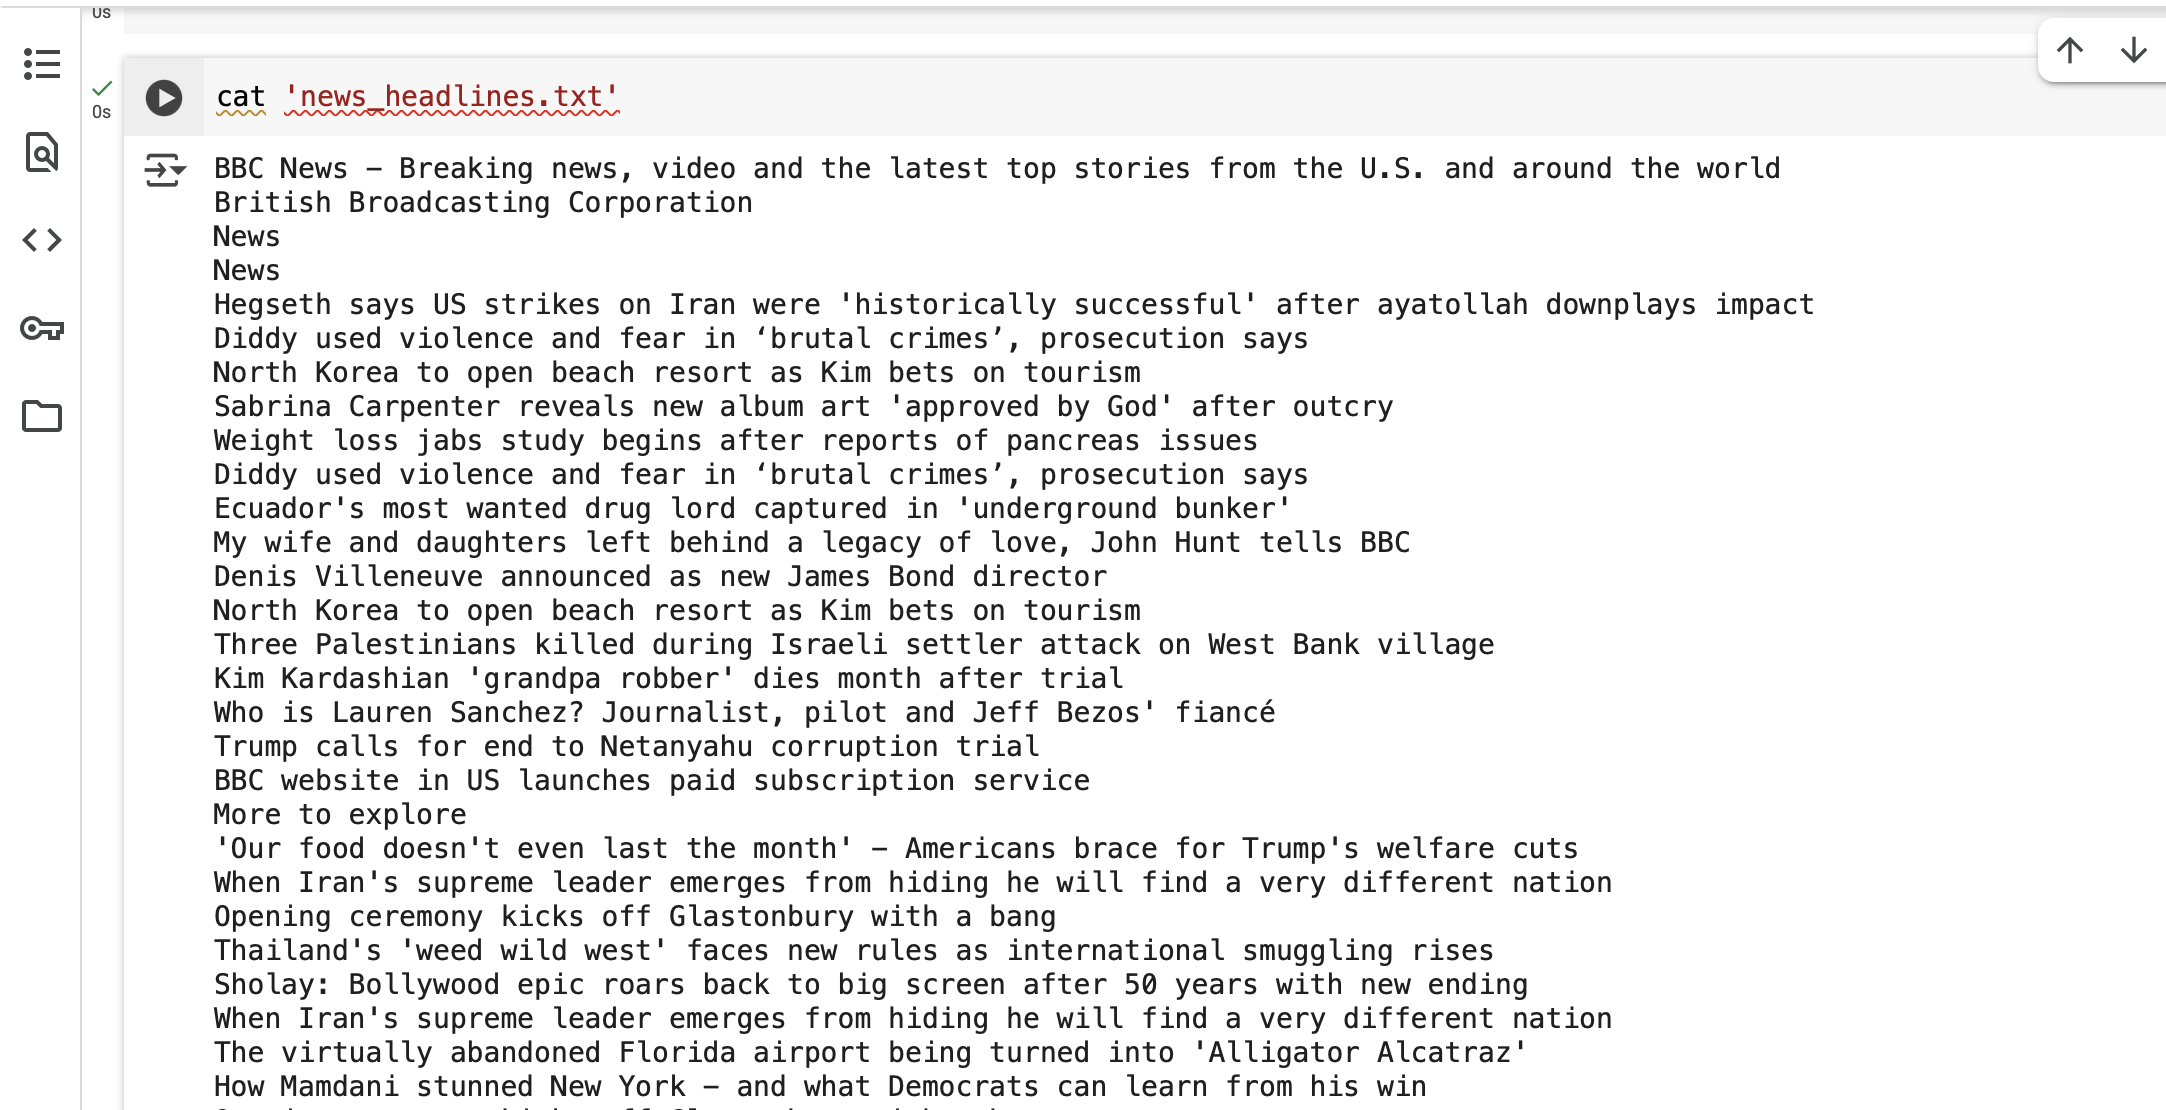 0s
cat 'news_headlines.txt'
0s
BBC News – Breaking news, video and the latest top stories from the U.S. and around the world
British Broadcasting Corporation
News
News
Hegseth says US strikes on Iran were 'historically successful' after ayatollah downplays impact
Diddy used violence and fear in ‘brutal crimes’, prosecution says
North Korea to open beach resort as Kim bets on tourism
Sabrina Carpenter reveals new album art 'approved by God' after outcry
Weight loss jabs study begins after reports of pancreas issues
Diddy used violence and fear in ‘brutal crimes’, prosecution says
Ecuador's most wanted drug lord captured in 'underground bunker'
My wife and daughters left behind a legacy of love, John Hunt tells BBC
Denis Villeneuve announced as new James Bond director
North Korea to open beach resort as Kim bets on tourism
Three Palestinians killed during Israeli settler attack on West Bank village
Kim Kardashian 'grandpa robber' dies month after trial
Who is Lauren Sanchez? Journalist, pilot and Jeff Bezos' fiancé
Trump calls for end to Netanyahu corruption trial
BBC website in US launches paid subscription service
More to explore
'Our food doesn't even last the month' – Americans brace for Trump's welfare cuts
When Iran's supreme leader emerges from hiding he will find a very different nation
Opening ceremony kicks off Glastonbury with a bang
Thailand's 'weed wild west' faces new rules as international smuggling rises
Sholay: Bollywood epic roars back to big screen after 50 years with new ending
When Iran's supreme leader emerges from hiding he will find a very different nation
The virtually abandoned Florida airport being turned into 'Alligator Alcatraz'
How Mamdani stunned New York – and what Democrats can learn from his win